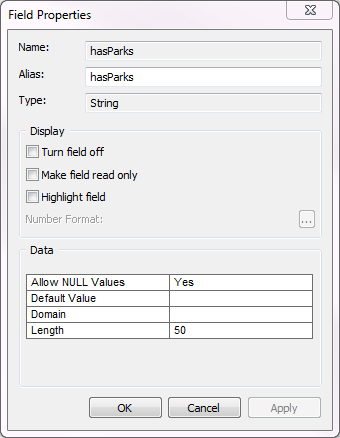 Field Properties
Name: hasParks
Alias: hasParks
Type: String
Display
Turn field off
Make field read only
Highlight field
Number Format: ...
Data
Allow NULL Values Yes
Default Value
Domain
Length 50
OK Cancel Apply